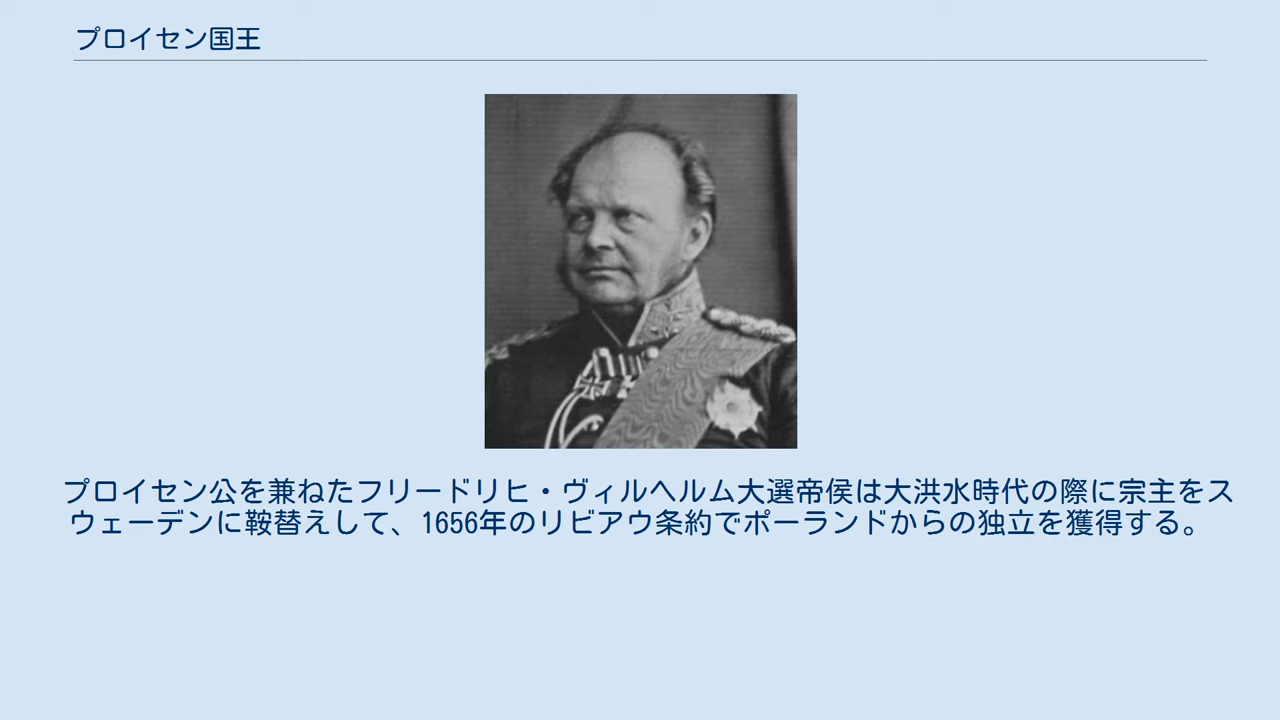 プロイセン国王
プロイセン公を兼ねたフリードリヒ・ヴィルヘルム大選帝侯は大洪水時代の際に宗主をス
ウェーデンに鞍替えして、1656年のリビアウ条約でポーランドからの独立を獲得する。